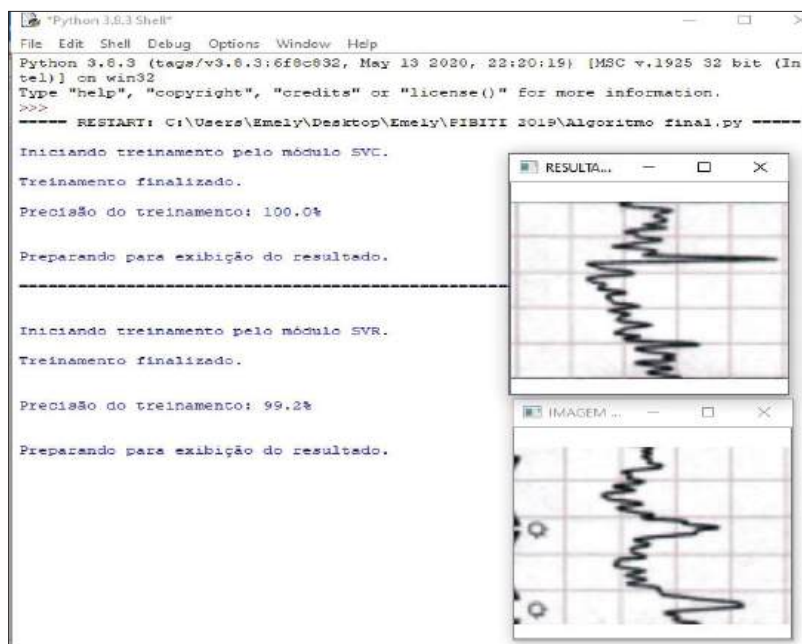 *Python 3.8.3 Shell*
File Edit Shell Debug Options Window Help
Python 3.8.3 (tags/v3.8.3:6f8c832, May 13 2020, 22:20:19) [MSC v.1925 32 bit (In
tel)] on win32
Type "help", "copyright", "credits" or "license()" for more information.
>>>
===== RESTART: C:\Users\Emely\Desktop\Emely\PIBITI 2019\Algoritmo final.py =====
Iniciando treinamento pelo módulo SVC.
Treinamento finalizado.
Precisão do treinamento: 100.0%
Preparando para exibição do resultado.
Iniciando treinamento pelo módulo SVR.
Treinamento finalizado.
Precisão do treinamento: 99.2%
Preparando para exibição do resultado.
RESULTA...
IMAGEM ...